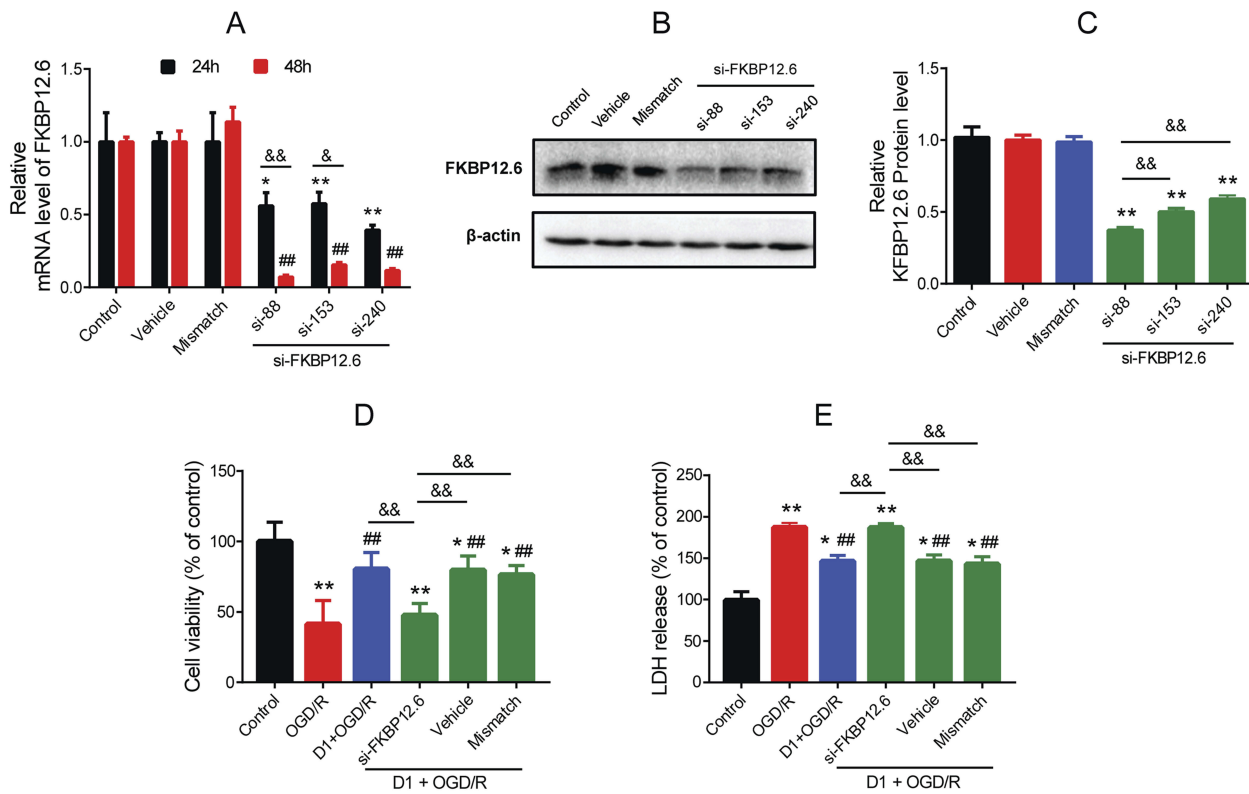 A
Relative
mRNA level of FKBP12.6
24h
48h
1.5
1.0
0.5
0.0
&& &
* ** **
## ## ##
Control
Vehicle
Mismatch
si-88
si-153
si-240
si-FKBP12.6
B
si-FKBP12.6
Control
Vehicle
Mismatch
si-88
si-153
si-240
FKBP12.6
β-actin
C
Relative
KFBP12.6 Protein level
1.5
1.0
0.5
0.0
&&
&&
** ** **
Control
Vehicle
Mismatch
si-88
si-153
si-240
si-FKBP12.6
D
Cell viability (% of control)
150
100
50
0
&&
&&
&&
** ## ** * ## * ##
Control
OGD/R
D1+OGD/R
si-FKBP12.6
Vehicle
Mismatch
D1 + OGD/R
E
LDH release (% of control)
250
200
150
100
50
0
&&
&&
&&
** * ## ** * ## * ##
Control
OGD/R
D1+OGD/R
si-FKBP12.6
Vehicle
Mismatch
D1 + OGD/R